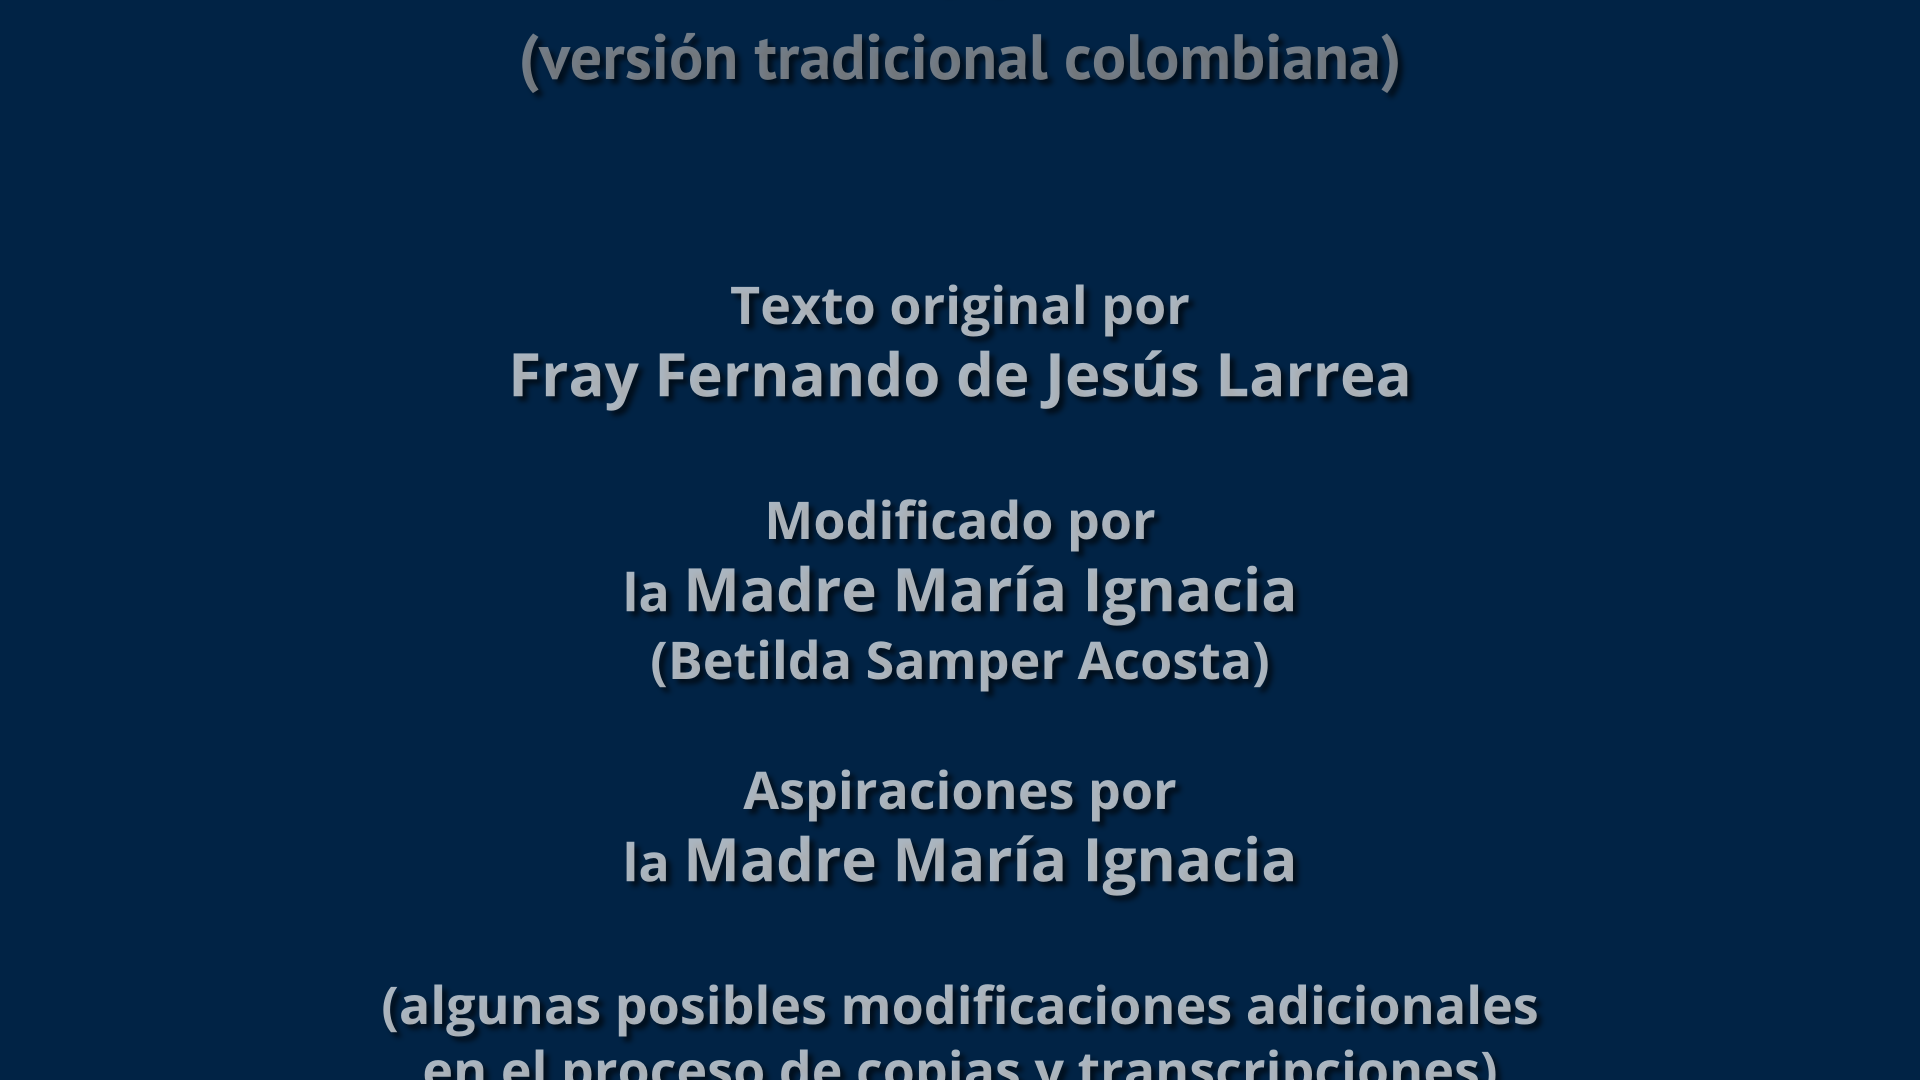 (versión tradicional colombiana)
Texto original por
Fray Fernando de Jesús Larrea
Modificado por
la Madre María Ignacia
(Betilda Samper Acosta)
Aspiraciones por
la Madre María Ignacia
(algunas posibles modificaciones adicionales
en el proceso de copias y transcripciones)